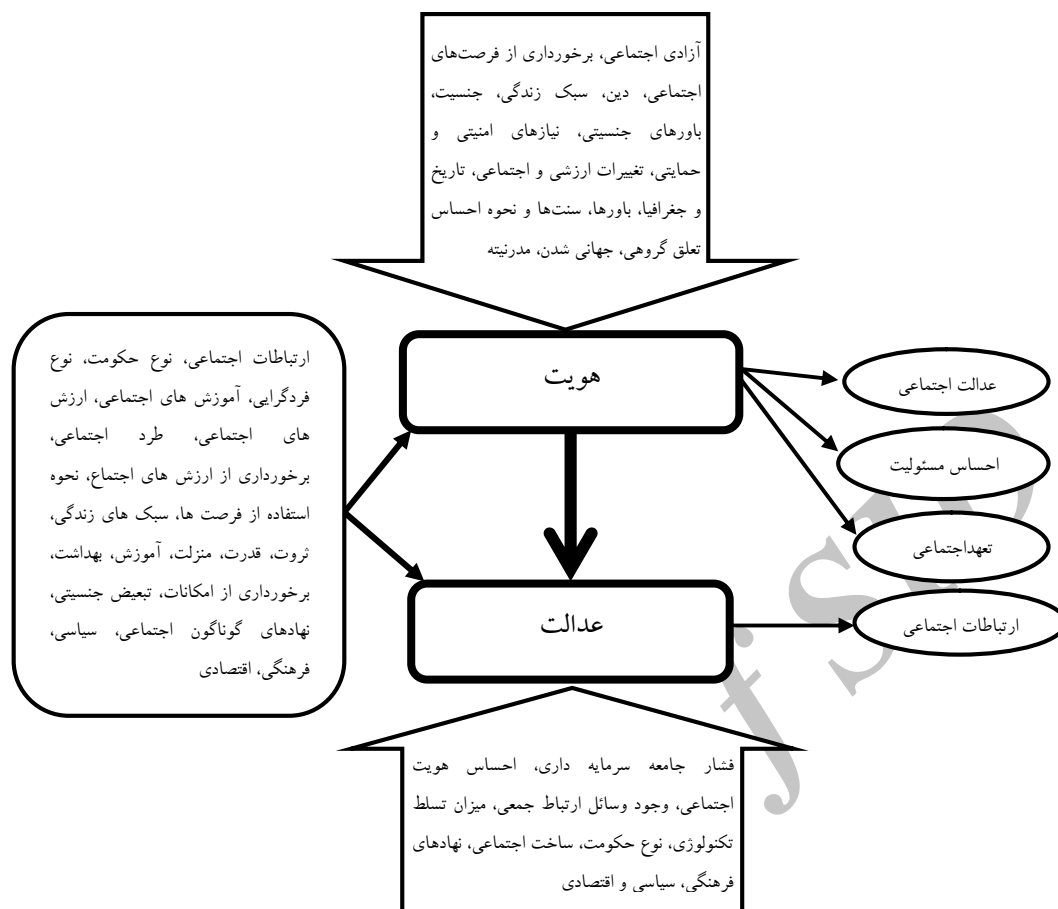 آزادی اجتماعی، برخورداری از فرصت‌های
اجتماعی، دین، سبک زندگی، جنسیت،
باورهای جنسیتی، نیازهای امنیتی و
حمایتی، تغییرات ارزشی و اجتماعی، تاریخ
و جغرافیا، باورها، سنت‌ها و نحوه احساس
تعلق گروهی، جهانی شدن، مدرنیته
هویت
ارتباطات اجتماعی، نوع حکومت، نوع
فردگرایی، آموزش های اجتماعی، ارزش
های اجتماعی، طرد اجتماعی،
برخورداری از ارزش های اجتماع، نحوه
استفاده از فرصت ها، سبک های زندگی،
ثروت، قدرت، منزلت، آموزش، بهداشت،
برخورداری از امکانات، تبعیض جنسیتی،
نهادهای گوناگون اجتماعی، سیاسی،
فرهنگی، اقتصادی
عدالت اجتماعی
احساس مسئولیت
تعهداجتماعی
ارتباطات اجتماعی
عدالت
فشار جامعه سرمایه داری، احساس هویت
اجتماعی، وجود وسائل ارتباط جمعی، میزان تسلط
تکنولوژی، نوع حکومت، ساخت اجتماعی، نهادهای
فرهنگی، سیاسی و اقتصادی